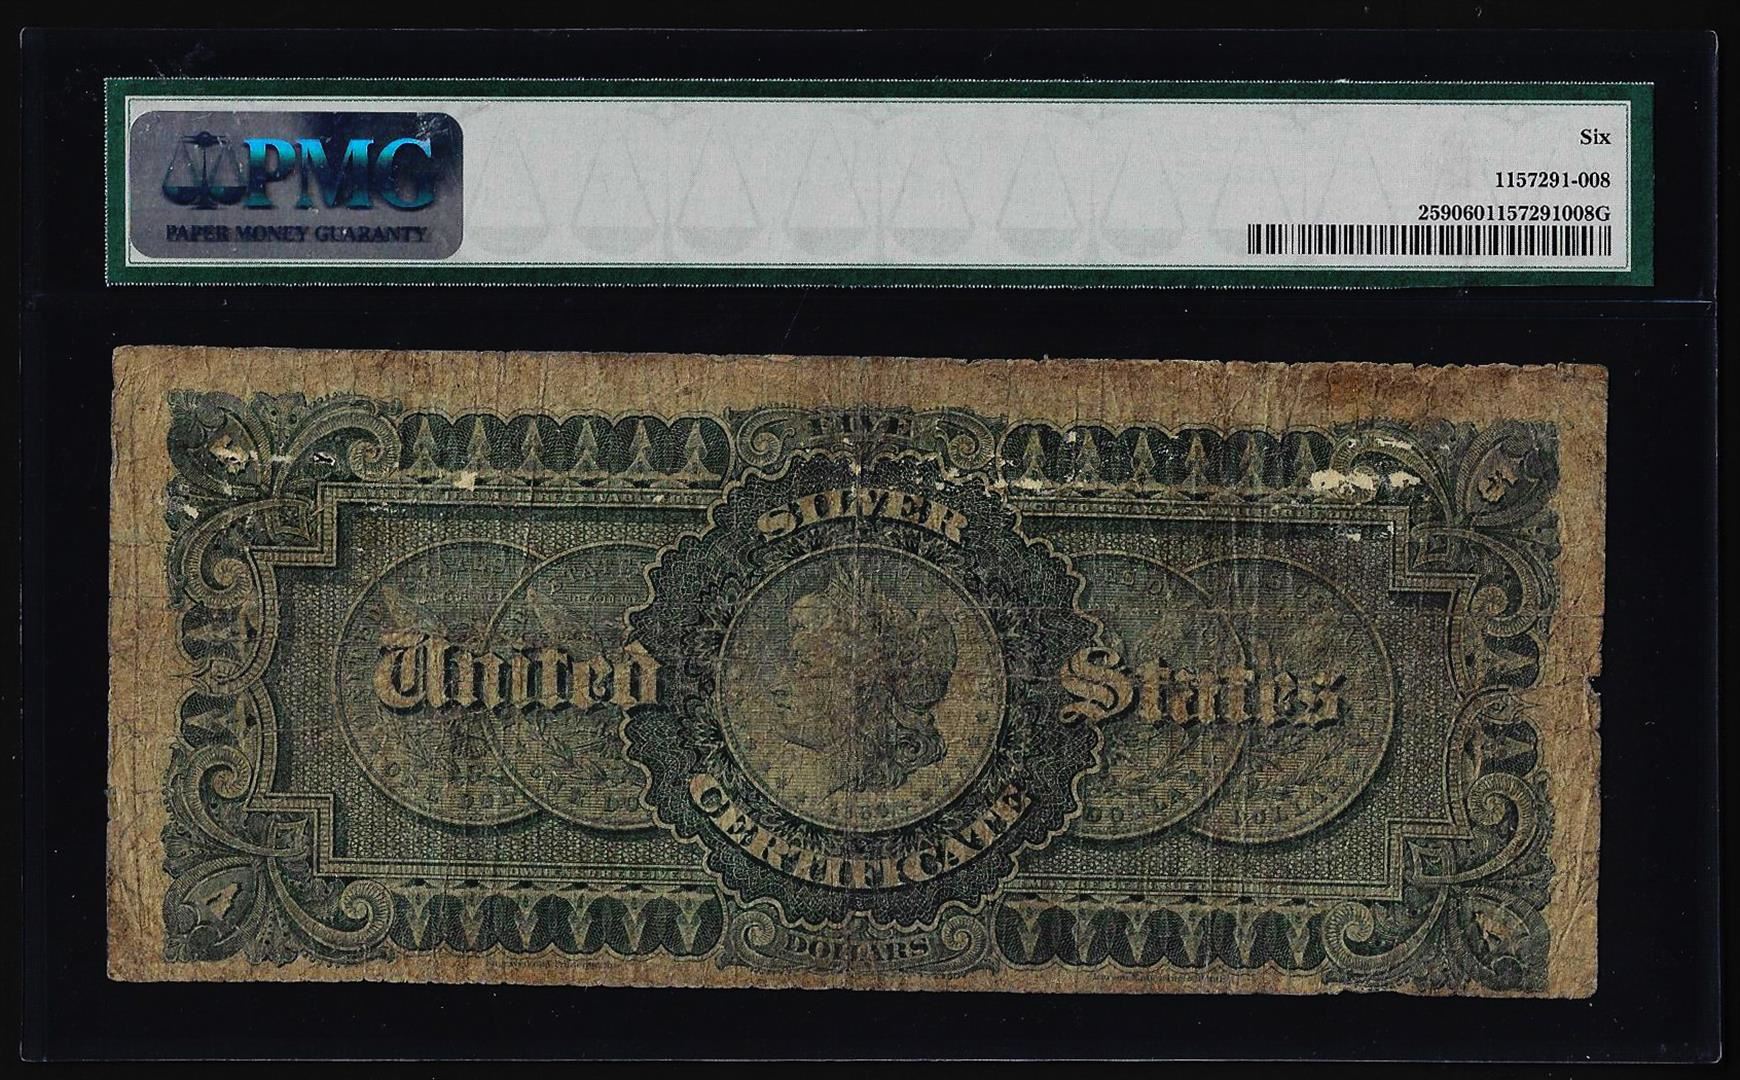 PMG
PAPER MONEY GUARANTY
Six
1157291-008
2590601157291008G
FIVE
SILVER
United States
CERTIFICATE
DOLLARS